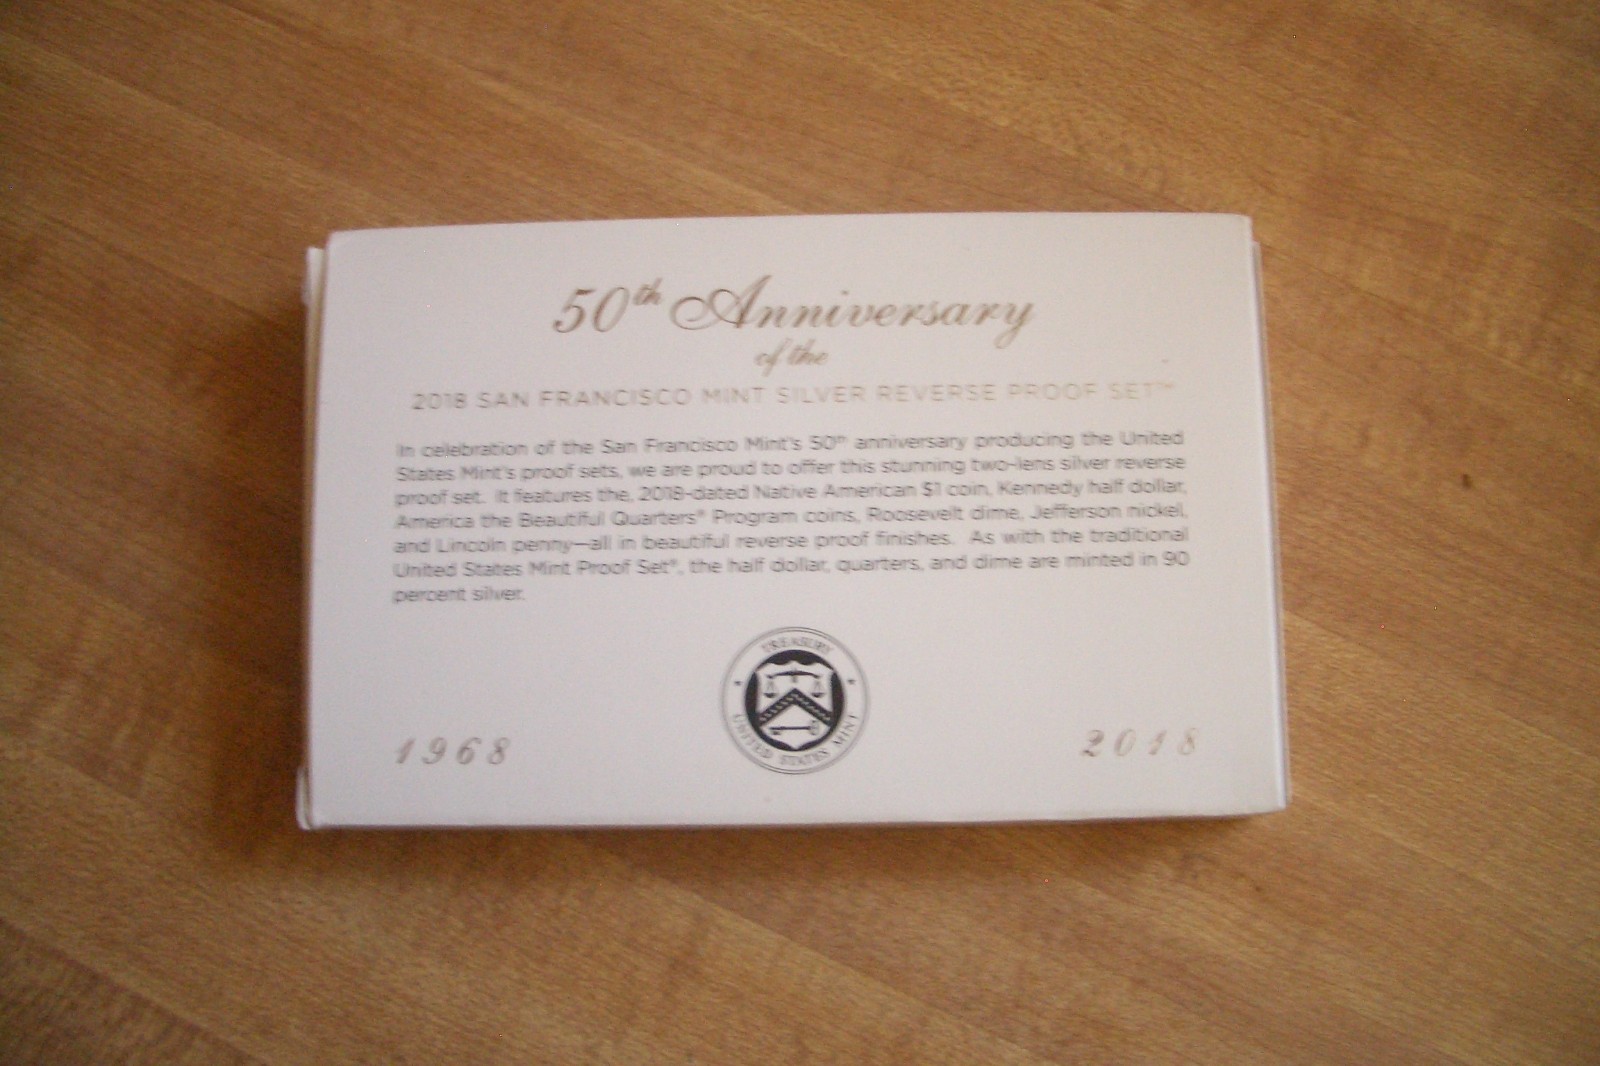 50th Anniversary
of the
2018 SAN FRANCISCO MINT SILVER REVERSE PROOF SET™
In celebration of the San Francisco Mint's 50th anniversary producing the United
States Mint's proof sets, we are proud to offer this stunning two-lens silver reverse
proof set. It features the, 2018-dated Native American $1 coin, Kennedy half dollar,
America the Beautiful Quarters® Program coins, Roosevelt dime, Jefferson nickel,
and Lincoln penny—all in beautiful reverse proof finishes. As with the traditional
United States Mint Proof Set®, the half dollar, quarters, and dime are minted in 90
percent silver.
TREASURY
UNITED STATES MINT
1968
2018